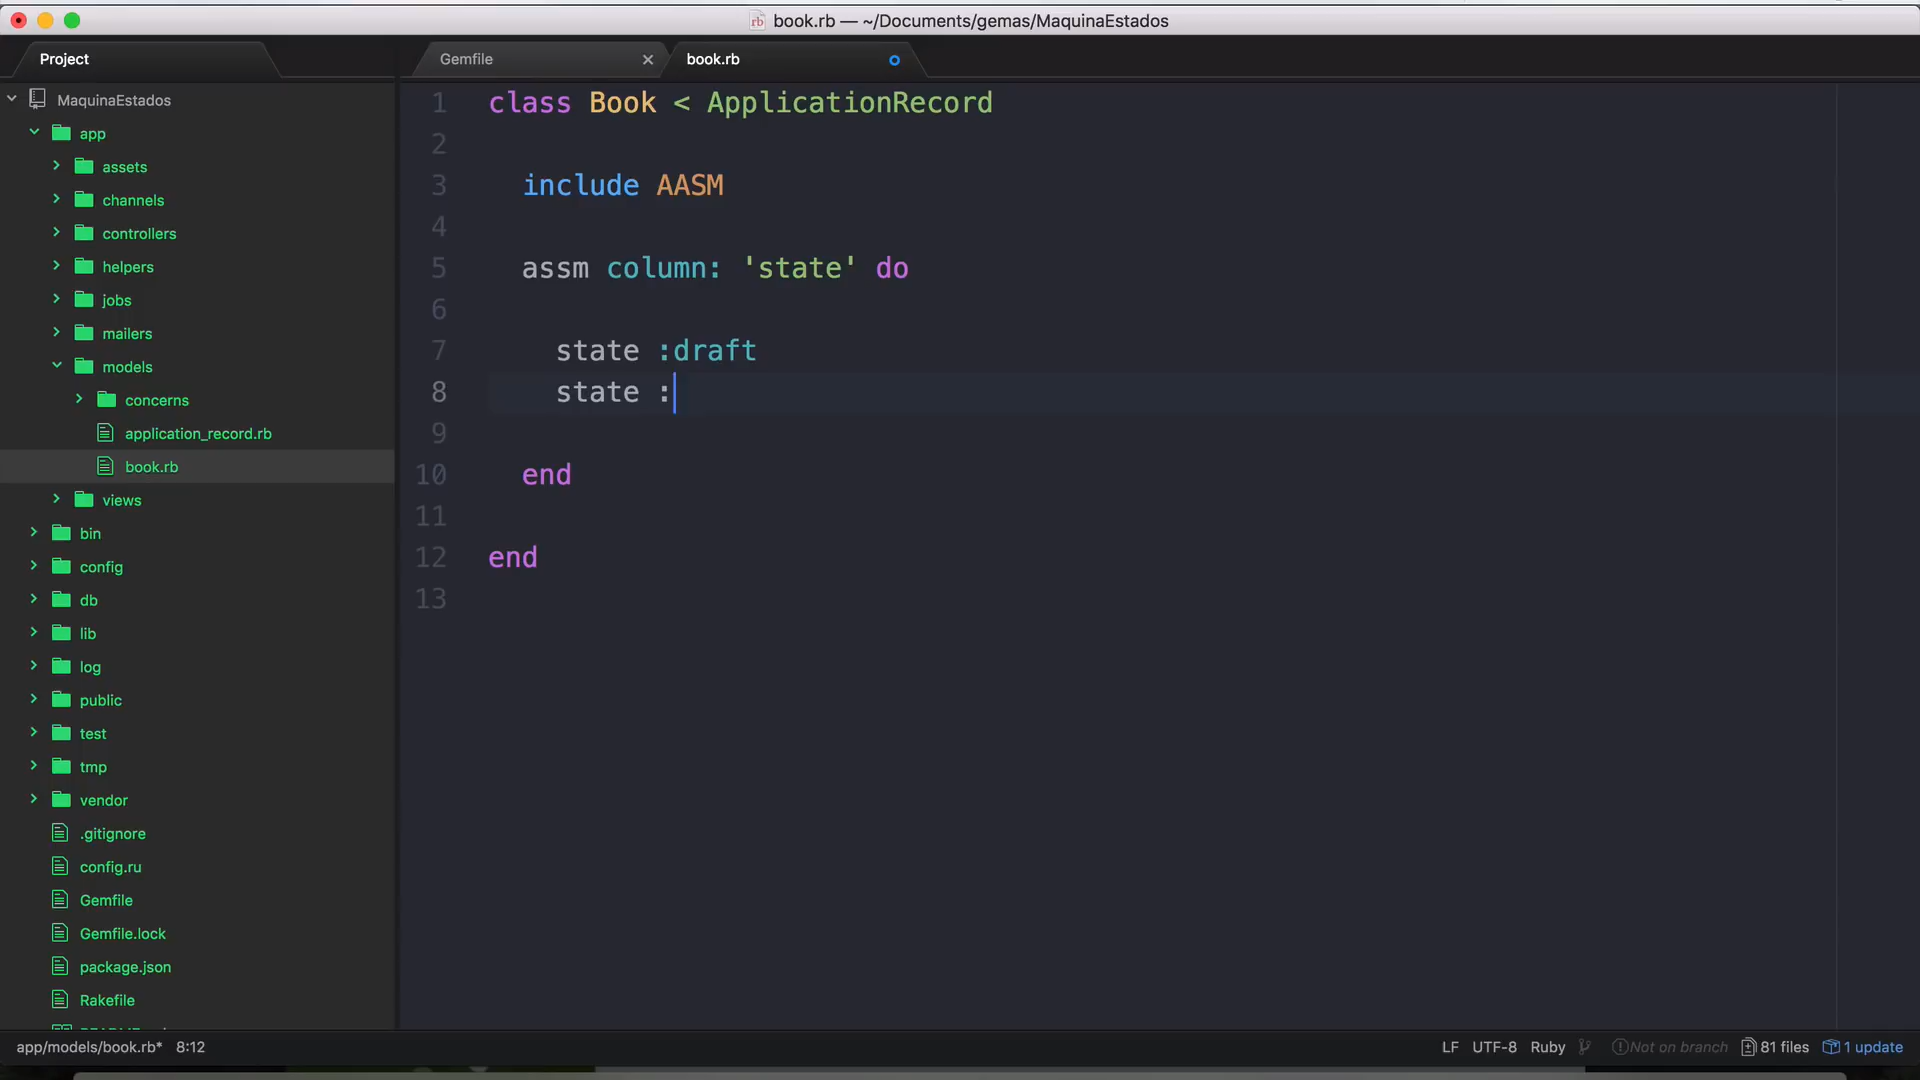 book.rb — ~/Documents/gemas/MaquinaEstados
Project
Gemfile
book.rb
MaquinaEstados
app
assets
channels
controllers
helpers
jobs
mailers
models
concerns
application_record.rb
book.rb
views
bin
config
db
lib
log
public
test
tmp
vendor
.gitignore
config.ru
Gemfile
Gemfile.lock
package.json
Rakefile
1 class Book < ApplicationRecord
2
3 include AASM
4
5 assm column: 'state' do
6
7 state :draft
8 state :
9
10 end
11
12 end
13
app/models/book.rb* 8:12
LF UTF-8 Ruby Not on branch 81 files 1 update